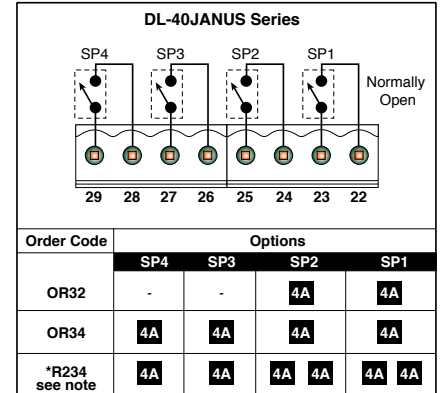 DL-40JANUS Series
SP4 SP3 SP2 SP1
Normally
Open
29 28 27 26 25 24 23 22
Order Code Options
SP4 SP3 SP2 SP1
OR32 - - 4A 4A
OR34 4A 4A 4A 4A
*R234 4A 4A 4A 4A 4A 4A
see note